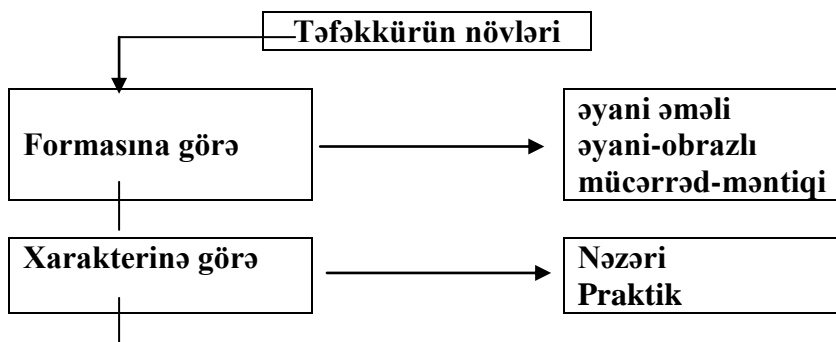 Təfəkkürün növləri
Formasına görə
əyani əməli
əyani-obrazlı
mücərrəd-məntiqi
Xarakterinə görə
Nəzəri
Praktik